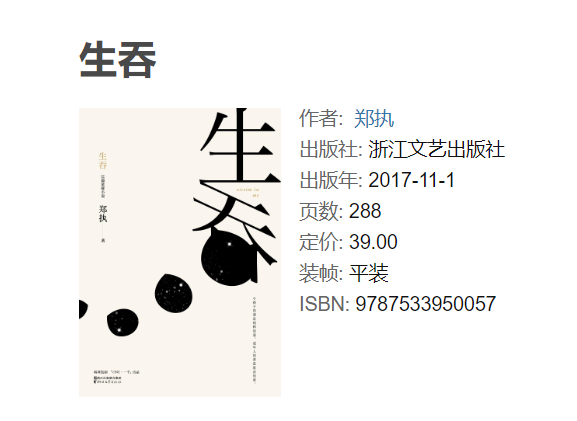 生吞
作者: 郑执
出版社: 浙江文艺出版社
出版年: 2017-11-1
页数: 288
定价: 39.00
装帧: 平装
ISBN: 9787533950057
生吞
生吞
郑执
著